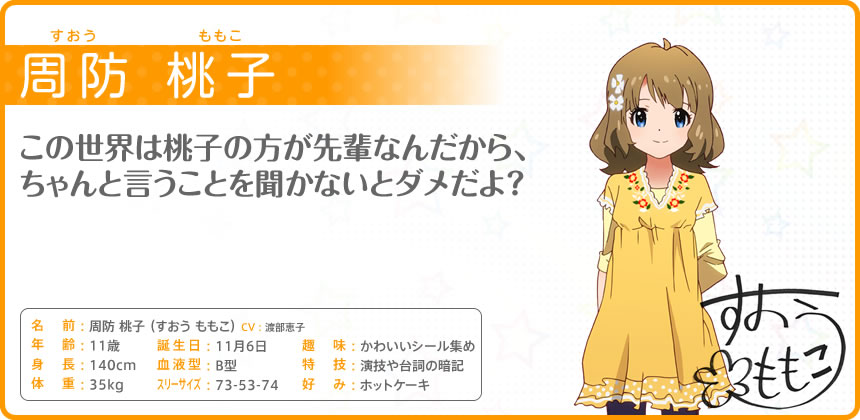 すおう ももこ
周防 桃子
この世界は桃子の方が先輩なんだから、
ちゃんと言うことを聞かないとダメだよ？
名 前：周防 桃子（すおう ももこ） CV：渡部恵子
年 齢：11歳 誕生日：11月6日 趣 味：かわいいシール集め
身 長：140cm 血液型：B型 特 技：演技や台詞の暗記
体 重：35kg スリーサイズ：73-53-74 好 み：ホットケーキ
すおう
ももこ